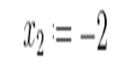 x₂ := -2